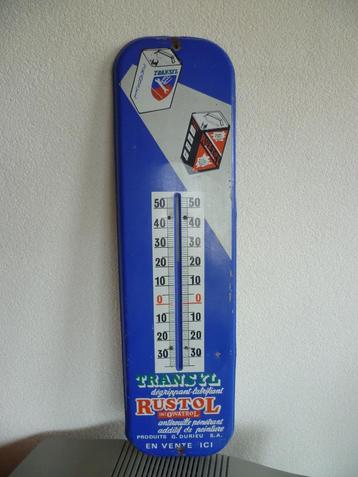 TRANSYL
50 50
40 40
30 30
20 20
10 10
0 0
10 10
20 20
30 30
TRANSYL
dégrippant-lubrifiant
RUSTOL
OWATROL
antirouille pénétrant
additif de peinture
PRODUITS G. DURIEU S.A.
EN VENTE ICI